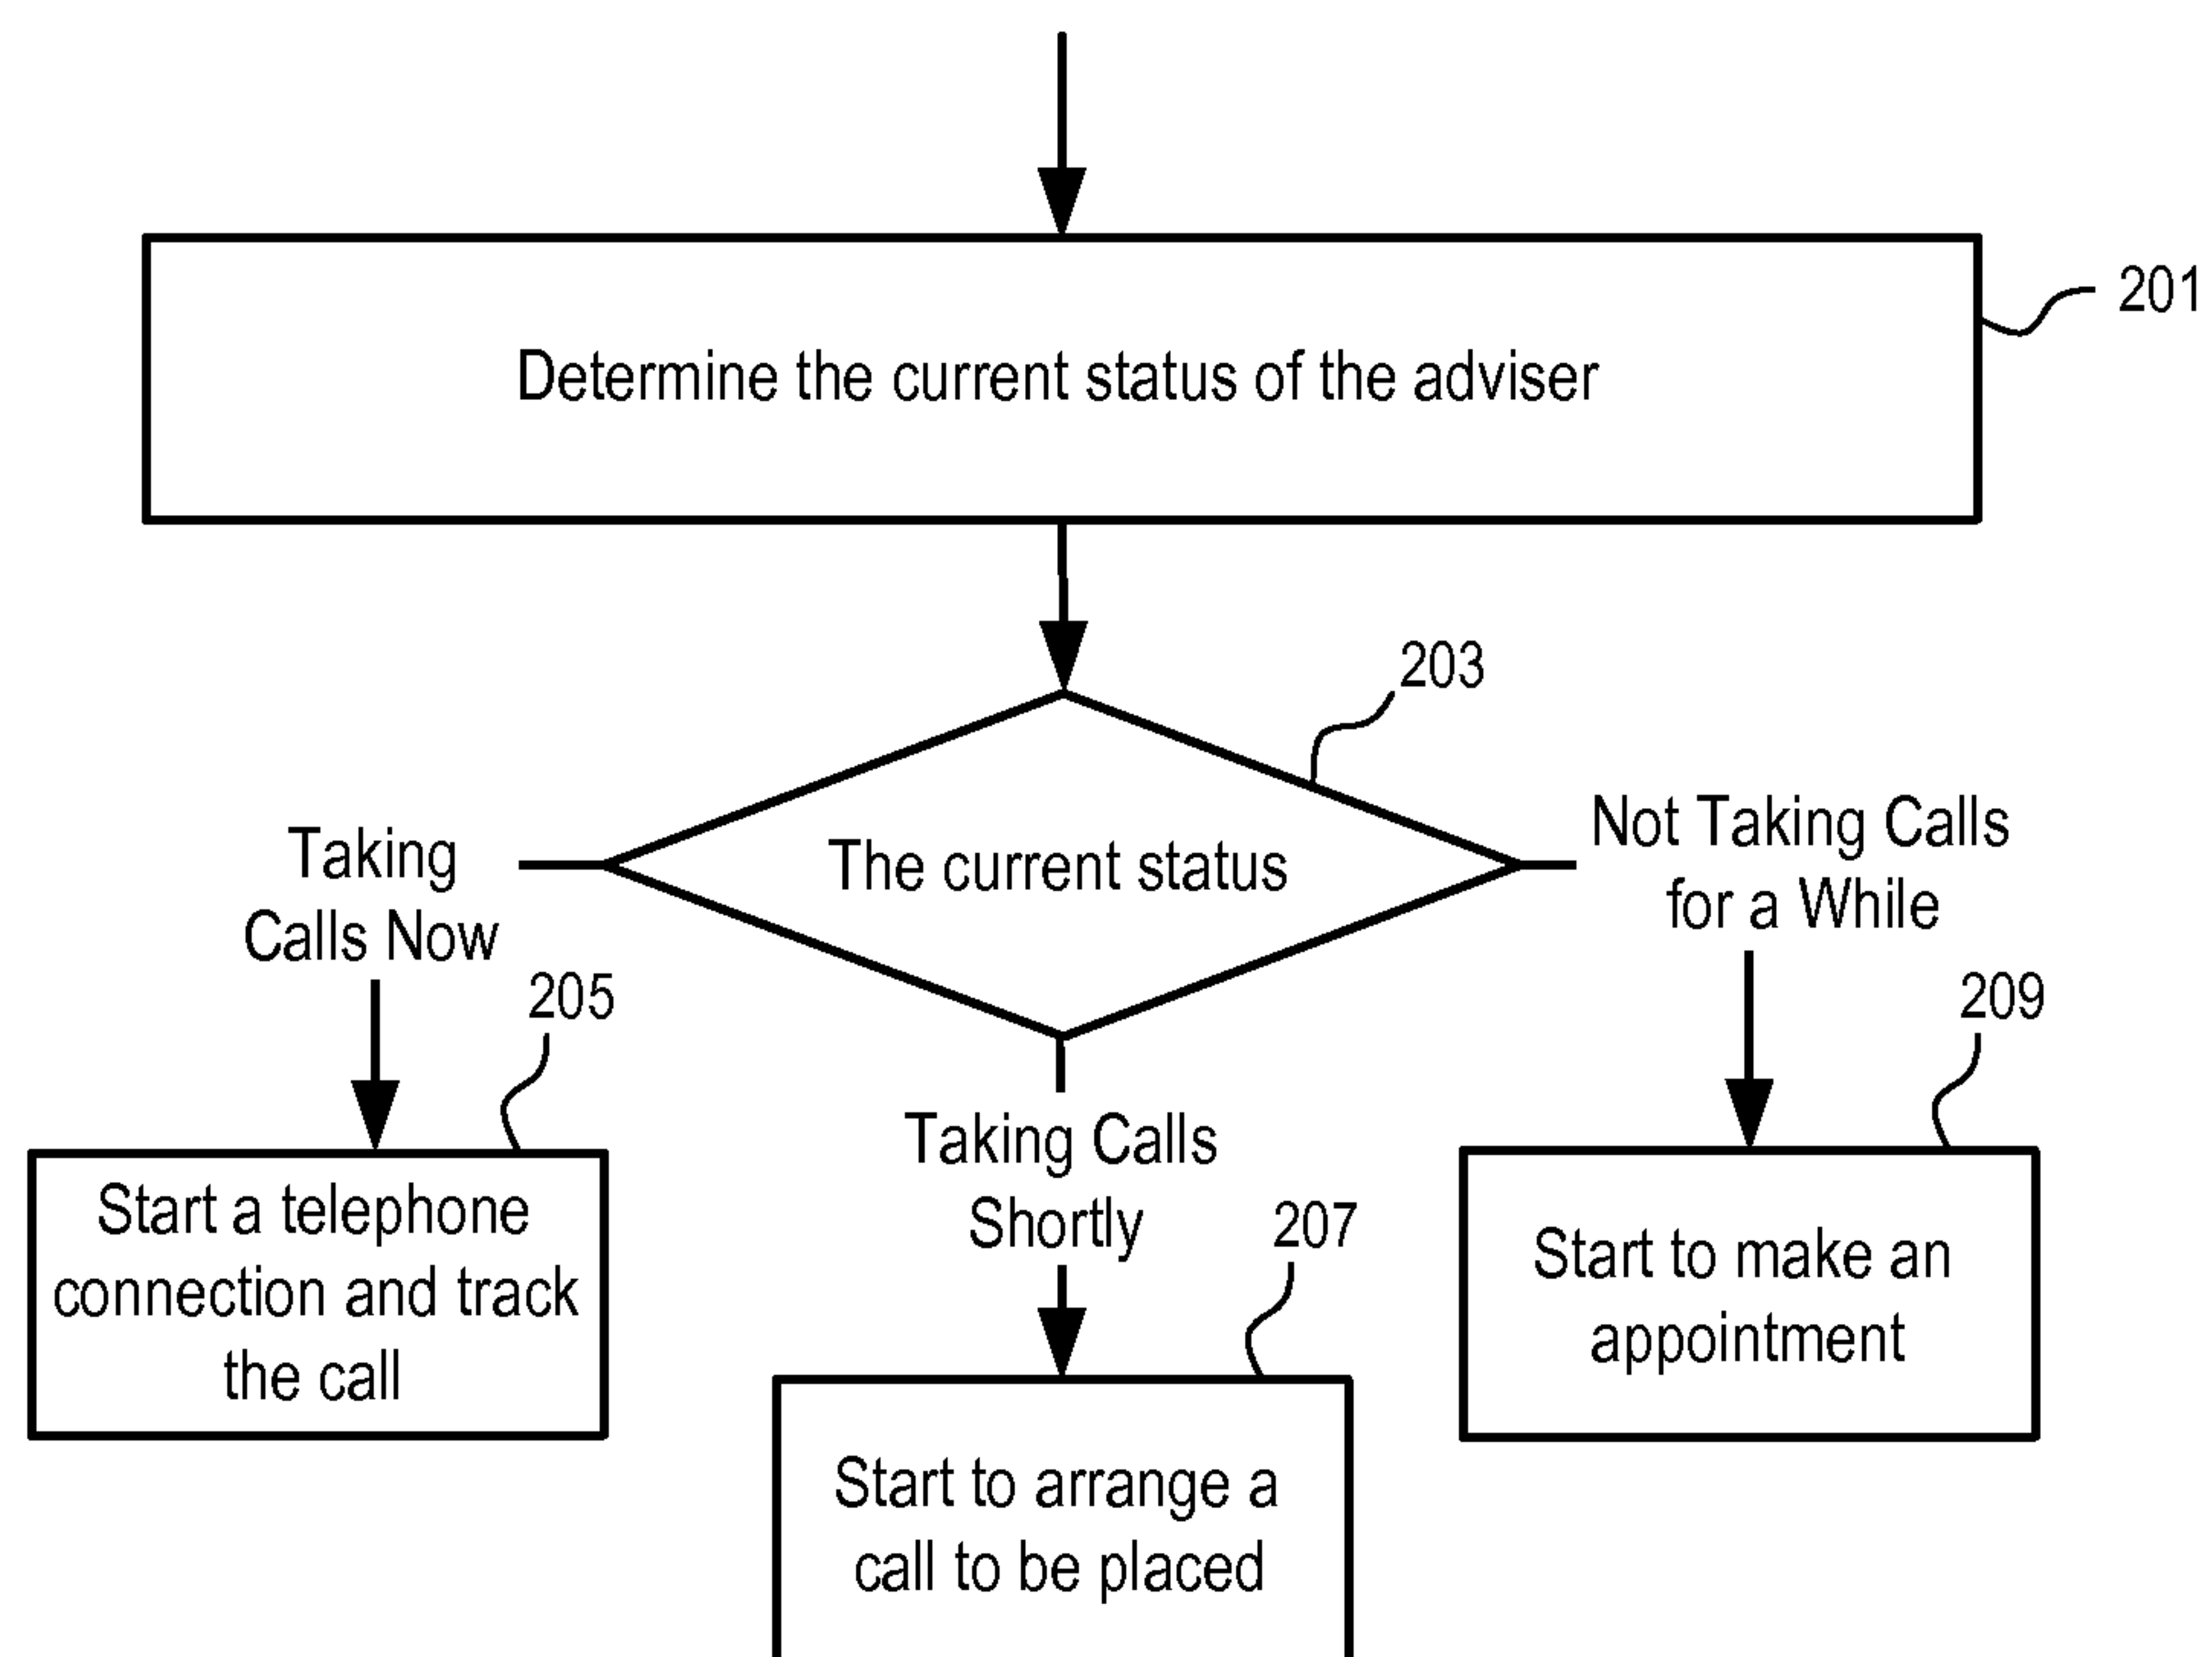 201
Determine the current status of the adviser
203
The current status
Taking
Calls Now
Not Taking Calls
for a While
205
Start a telephone
connection and track
the call
Taking Calls
Shortly
207
Start to arrange a
call to be placed
209
Start to make an
appointment